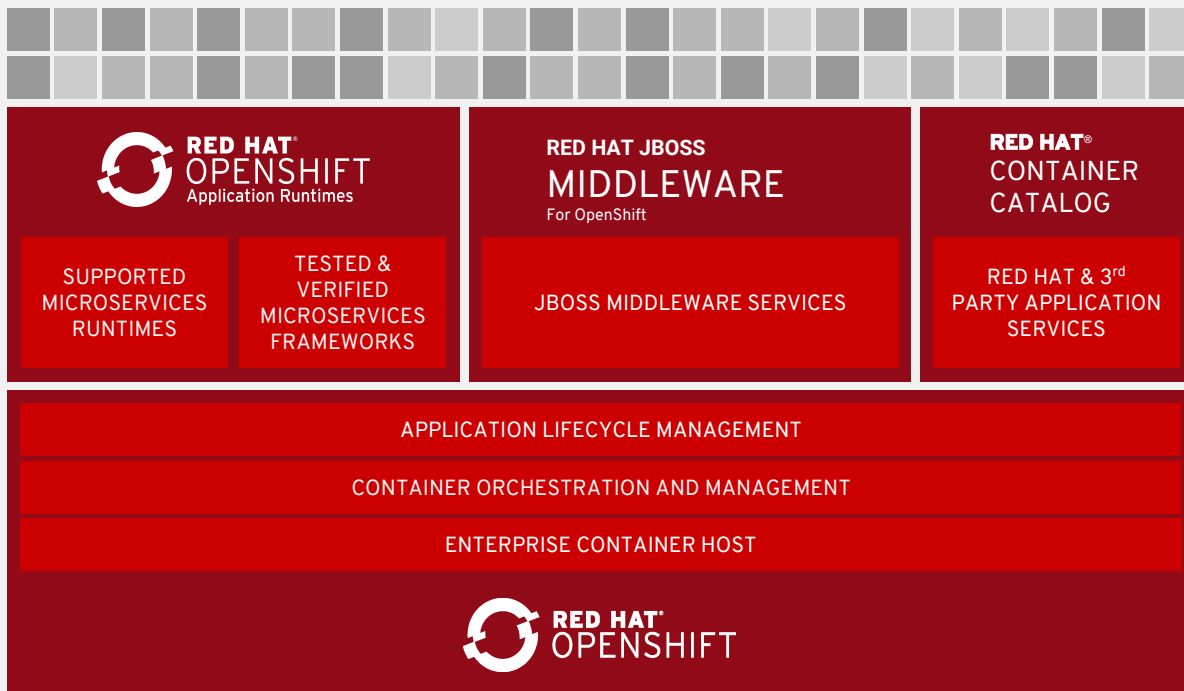 RED HAT®
OPENSHIFT
Application Runtimes
SUPPORTED
MICROSERVICES
RUNTIMES
TESTED &
VERIFIED
MICROSERVICES
FRAMEWORKS
RED HAT JBOSS
MIDDLEWARE
For OpenShift
JBOSS MIDDLEWARE SERVICES
RED HAT®
CONTAINER
CATALOG
RED HAT & 3rd
PARTY APPLICATION
SERVICES
APPLICATION LIFECYCLE MANAGEMENT
CONTAINER ORCHESTRATION AND MANAGEMENT
ENTERPRISE CONTAINER HOST
RED HAT®
OPENSHIFT